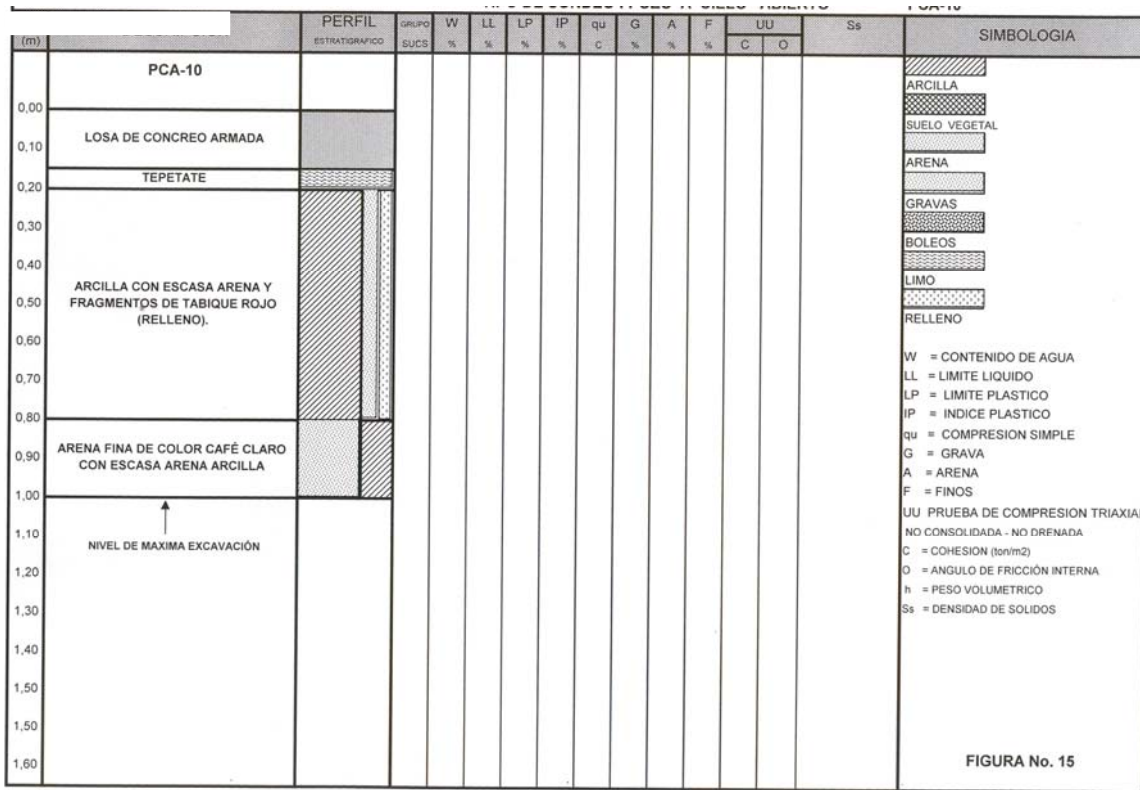 PCA-10
(m)
PERFIL
ESTRATIGRAFICO
GRUPO
SUCS
W
%
LL
%
LP
%
IP
%
qu
C
G
%
A
%
F
%
UU
C
O
Ss
SIMBOLOGIA
PCA-10
0,00
LOSA DE CONCREO ARMADA
0,10
TEPETATE
0,20
0,30
0,40
ARCILLA CON ESCASA ARENA Y
0,50
FRAGMENTOS DE TABIQUE ROJO
(RELLENO).
0,60
0,70
0,80
ARENA FINA DE COLOR CAFÉ CLARO
0,90
CON ESCASA ARENA ARCILLA
1,00
1,10
NIVEL DE MAXIMA EXCAVACIÓN
1,20
1,30
1,40
1,50
1,50
1,60
ARCILLA
SUELO VEGETAL
ARENA
GRAVAS
BOLEOS
LIMO
RELLENO
W = CONTENIDO DE AGUA
LL = LIMITE LIQUIDO
LP = LIMITE PLASTICO
IP = INDICE PLASTICO
qu = COMPRESION SIMPLE
G = GRAVA
A = ARENA
F = FINOS
UU PRUEBA DE COMPRESION TRIAXIAL
NO CONSOLIDADA - NO DRENADA
C = COHESION (ton/m2)
O = ANGULO DE FRICCIÓN INTERNA
h = PESO VOLUMETRICO
Ss = DENSIDAD DE SOLIDOS
FIGURA No. 15